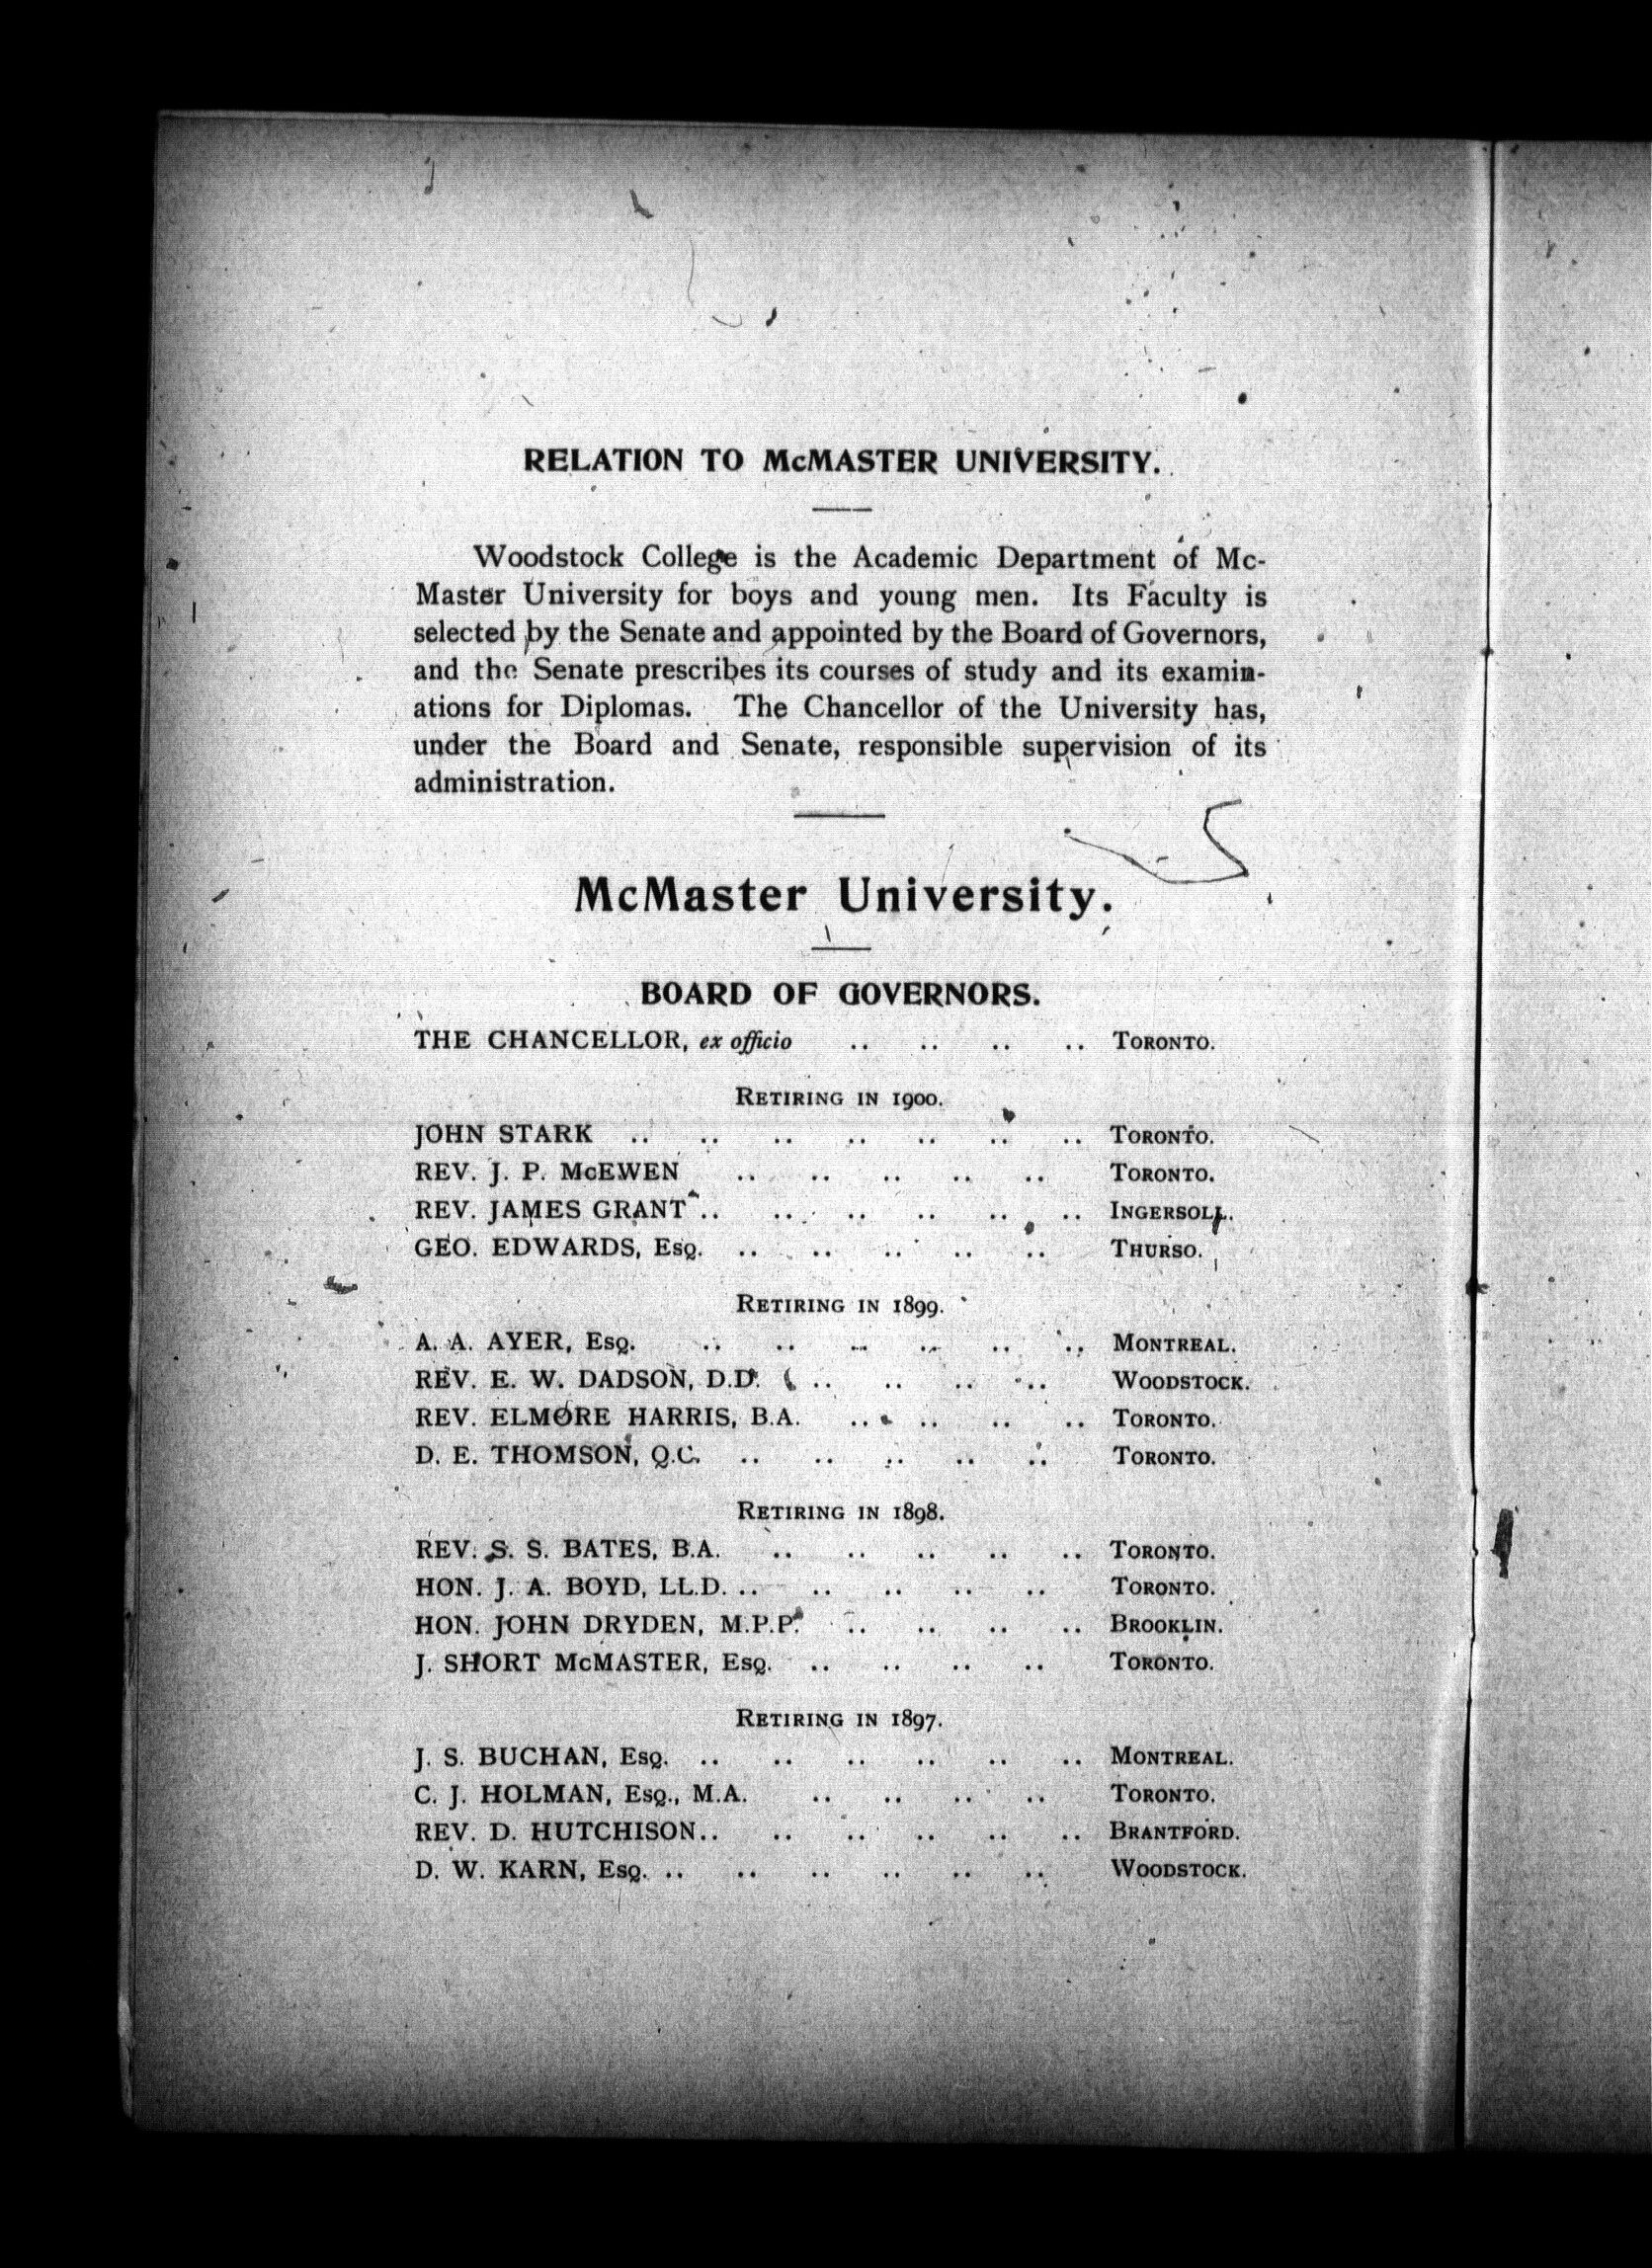 RELATION TO McMASTER UNIVERSITY.
Woodstock College is the Academic Department of Mc-
Master University for boys and young men. Its Faculty is
selected by the Senate and appointed by the Board of Governors,
and the Senate prescribes its courses of study and its examin-
ations for Diplomas. The Chancellor of the University has,
under the Board and Senate, responsible supervision of its
administration.
McMaster University.
BOARD OF GOVERNORS.
THE CHANCELLOR, ex officio .. .. .. .. TORONTO.
RETIRING IN 1900.
JOHN STARK .. .. .. .. .. .. .. TORONTO.
REV. J. P. McEWEN .. .. .. .. .. TORONTO.
REV. JAMES GRANT .. .. .. .. .. .. INGERSOLL.
GEO. EDWARDS, ESQ. .. .. .. .. .. THURSO.
RETIRING IN 1899.
A. A. AYER, ESQ. .. .. .. .. .. .. MONTREAL.
REV. E. W. DADSON, D.D. .. .. .. .. WOODSTOCK.
REV. ELMORE HARRIS, B.A. .. .. .. .. TORONTO.
D. E. THOMSON, Q.C. .. .. .. .. .. TORONTO.
RETIRING IN 1898.
REV. S. S. BATES, B.A. .. .. .. .. .. TORONTO.
HON. J. A. BOYD, LL.D. .. .. .. .. .. TORONTO.
HON. JOHN DRYDEN, M.P.P. .. .. .. .. BROOKLIN.
J. SHORT McMASTER, ESQ. .. .. .. .. TORONTO.
RETIRING IN 1897.
J. S. BUCHAN, ESQ. .. .. .. .. .. .. MONTREAL.
C. J. HOLMAN, ESQ., M.A. .. .. .. .. TORONTO.
REV. D. HUTCHISON .. .. .. .. .. .. BRANTFORD.
D. W. KARN, ESQ. .. .. .. .. .. .. WOODSTOCK.